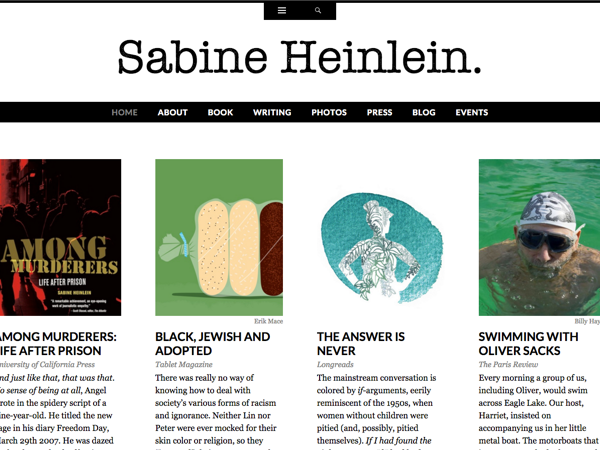 Sabine Heinlein.
HOME ABOUT BOOK WRITING PHOTOS PRESS BLOG EVENTS
AMONG
MURDERERS
LIFE AFTER PRISON
SABINE HEINLEIN
AMONG MURDERERS:
LIFE AFTER PRISON
University of California Press
And just like that, that was that.
No sense of being at all, Angel
wrote in the spidery script of a
nine-year-old. He titled the new
page in his diary Freedom Day,
March 29th 2007. He was dazed
Erik Mace
BLACK, JEWISH AND
ADOPTED
Tablet Magazine
There was really no way of
knowing how to deal with
society's various forms of racism
and ignorance. Neither Lin nor
Peter were ever mocked for their
skin color or religion, so they
THE ANSWER IS
NEVER
Longreads
The mainstream conversation is
colored by if-arguments, eerily
reminiscent of the 1950s, when
women without children were
pitied (and, possibly, pitied
themselves). If I had found the
Billy Hay
SWIMMING WITH
OLIVER SACKS
The Paris Review
Every morning a group of us,
including Oliver, would swim
across Eagle Lake. Our host,
Harriet, insisted on
accompanying us in her little
metal boat. The motorboats that